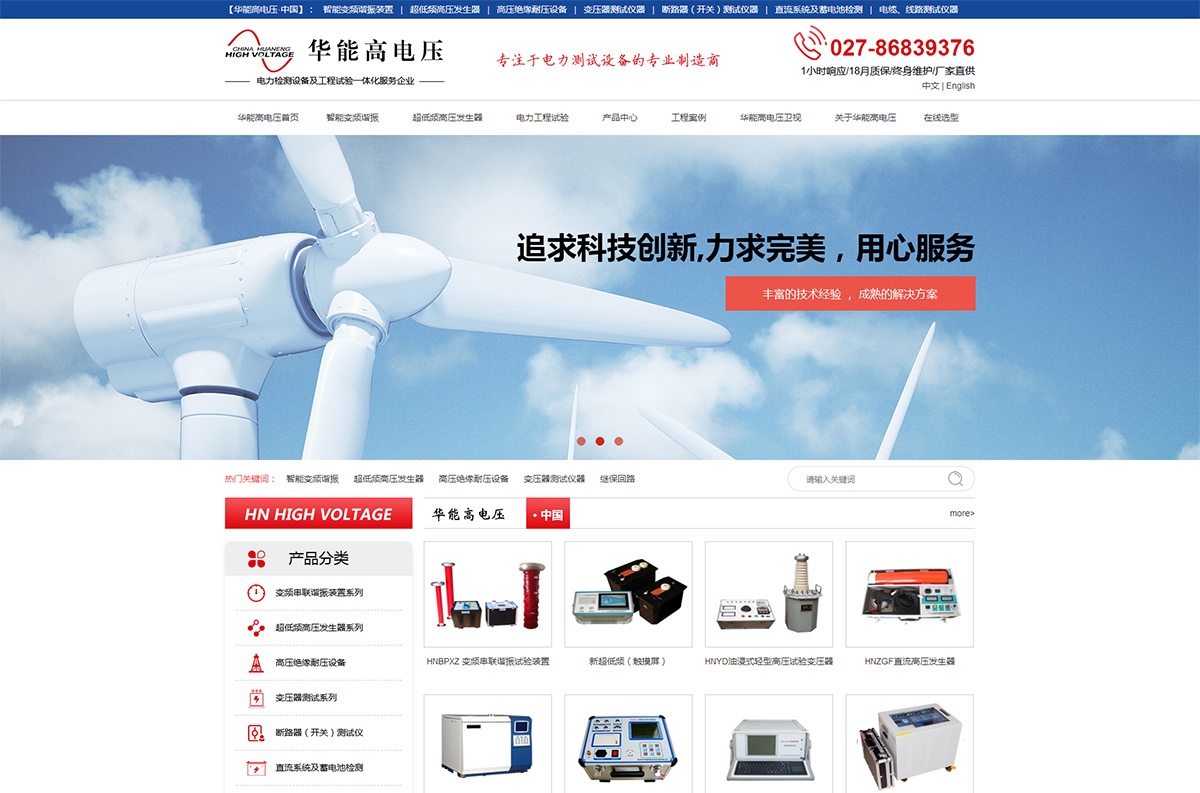 【华能高电压·中国】： 智能变频谐振装置 | 超低频高压发生器 | 高压绝缘耐压设备 | 变压器测试仪器 | 断路器（开关）测试仪器 | 直流系统及蓄电池检测 | 电缆、线路测试仪器
CHINA HUANENG
HIGH VOLTAGE
华能高电压
电力检测设备及工程试验一体化服务企业
专注于电力测试设备的专业制造商
027-86839376
1小时响应/18月质保/终身维护/厂家直供
中文 | English
华能高电压首页 智能变频谐振 超低频高压发生器 电力工程试验 产品中心 工程案例 华能高电压卫视 关于华能高电压 在线选型
追求科技创新,力求完美，用心服务
丰富的技术经验 ，成熟的解决方案
热门关键词： 智能变频谐振 超低频高压发生器 高压绝缘耐压设备 变压器测试仪器 继保回路
请输入关键词
HN HIGH VOLTAGE
华能高电压
·中国
more>
产品分类
变频串联谐振装置系列
超低频高压发生器系列
高压绝缘耐压设备
变压器测试系列
断路器（开关）测试仪
直流系统及蓄电池检测
HNBPXZ 变频串联谐振试验装置
新超低频（触摸屏）
HNYD油浸式轻型高压试验变压器
HNZGF直流高压发生器